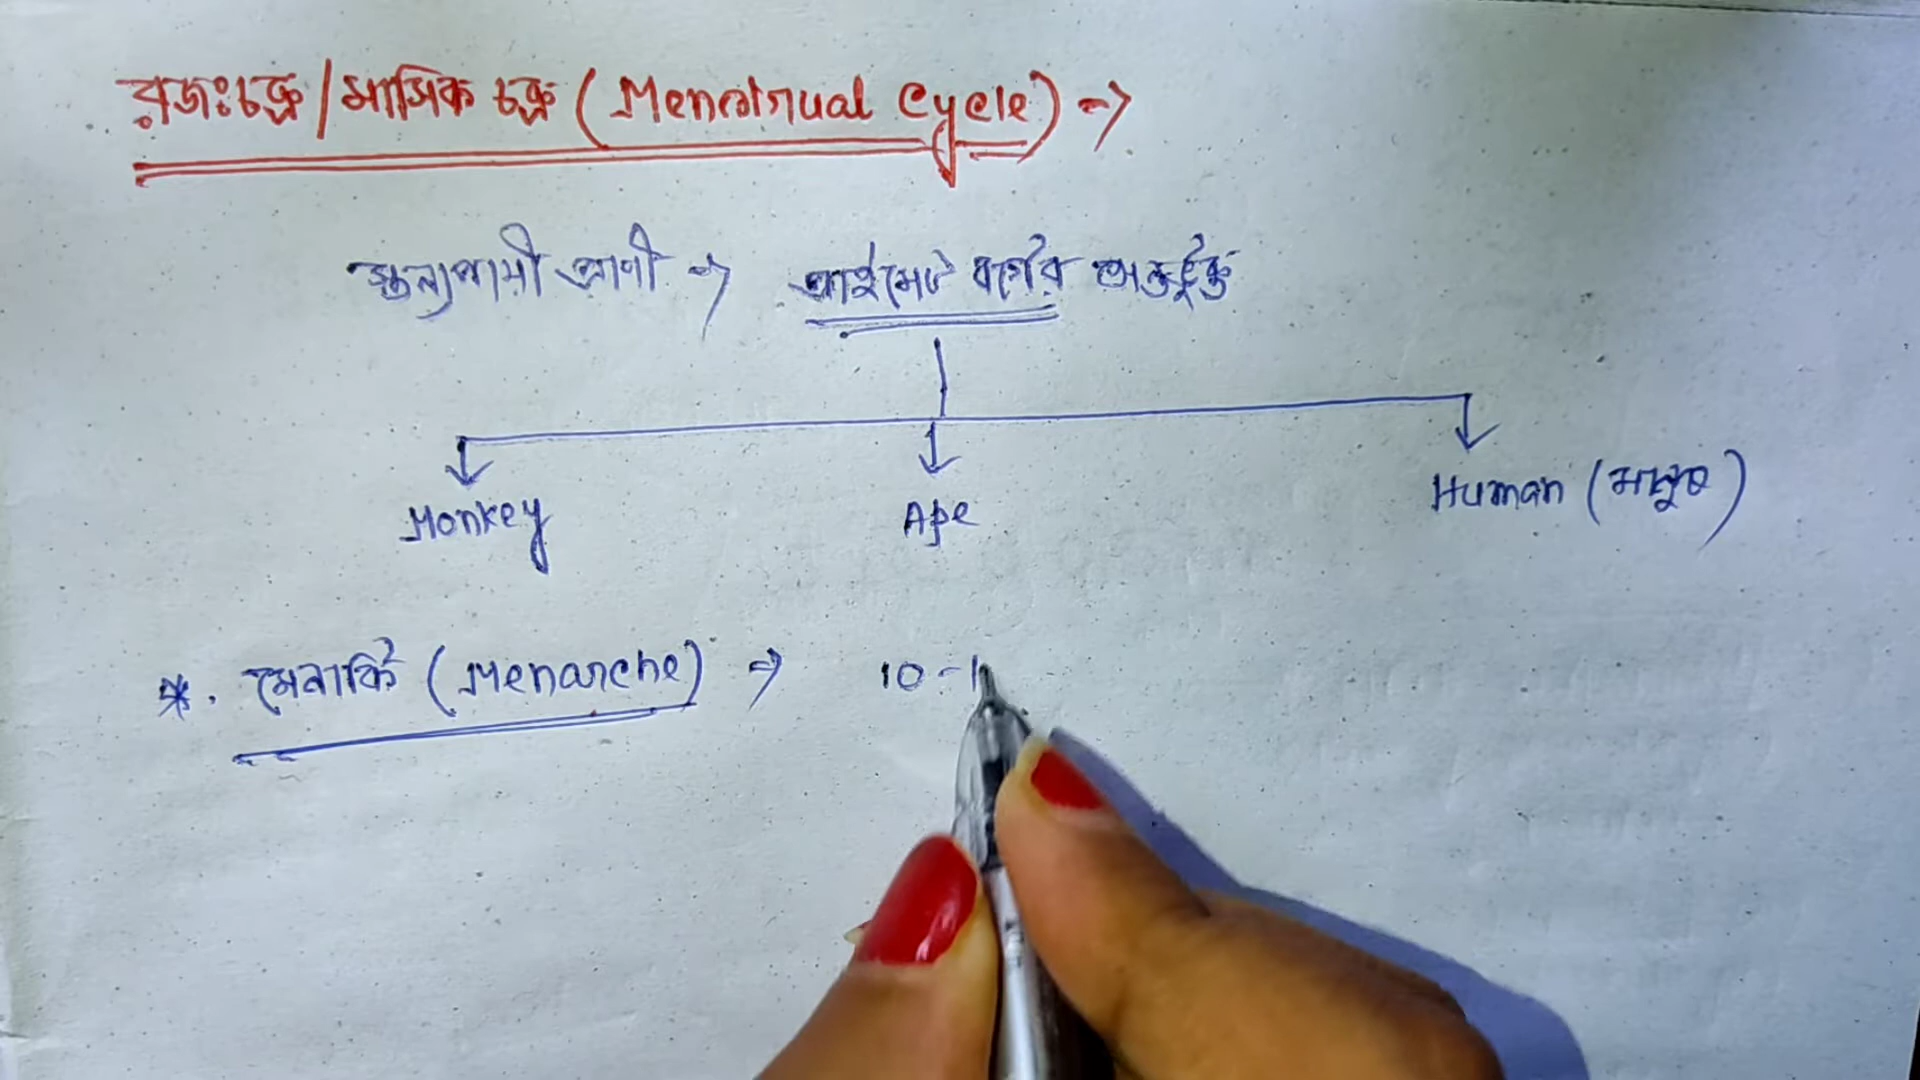 রজঃচক্র/মাসিক চক্র (Menstrual Cycle) ⇒
স্তন্যপায়ী প্রাণী ⇒ প্রাইমেট বর্গের অন্তর্ভুক্ত
Monkey Ape Human (মানুষ)
*. মেনার্কি (Menarche) ⇒ 10-1